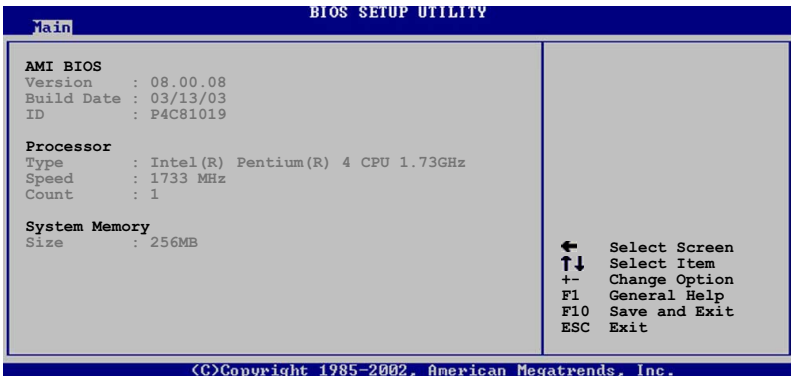 BIOS SETUP UTILITY
Main
AMI BIOS
Version : 08.00.08
Build Date : 03/13/03
ID : P4C81019
Processor
Type : Intel(R) Pentium(R) 4 CPU 1.73GHz
Speed : 1733 MHz
Count : 1
System Memory
Size : 256MB
← Select Screen
↑↓ Select Item
+- Change Option
F1 General Help
F10 Save and Exit
ESC Exit
(C)Copyright 1985-2002, American Megatrends, Inc.